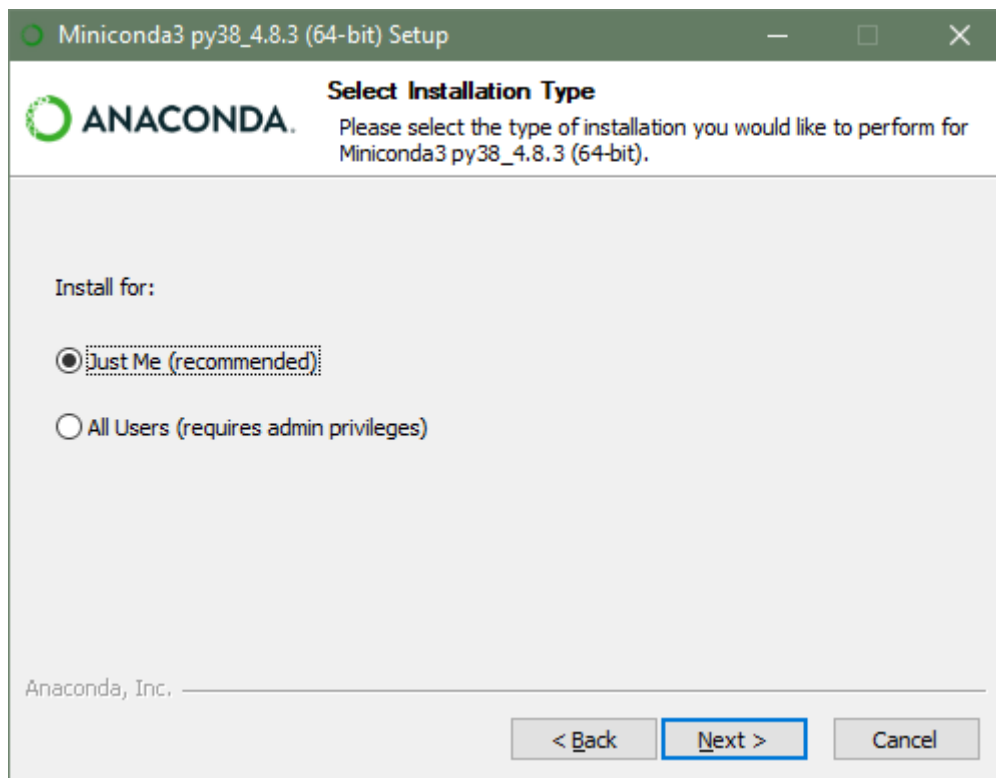 Miniconda3 py38_4.8.3 (64-bit) Setup
ANACONDA.
Select Installation Type
Please select the type of installation you would like to perform for
Miniconda3 py38_4.8.3 (64-bit).
Install for:
Just Me (recommended)
All Users (requires admin privileges)
Anaconda, Inc.
< Back Next > Cancel